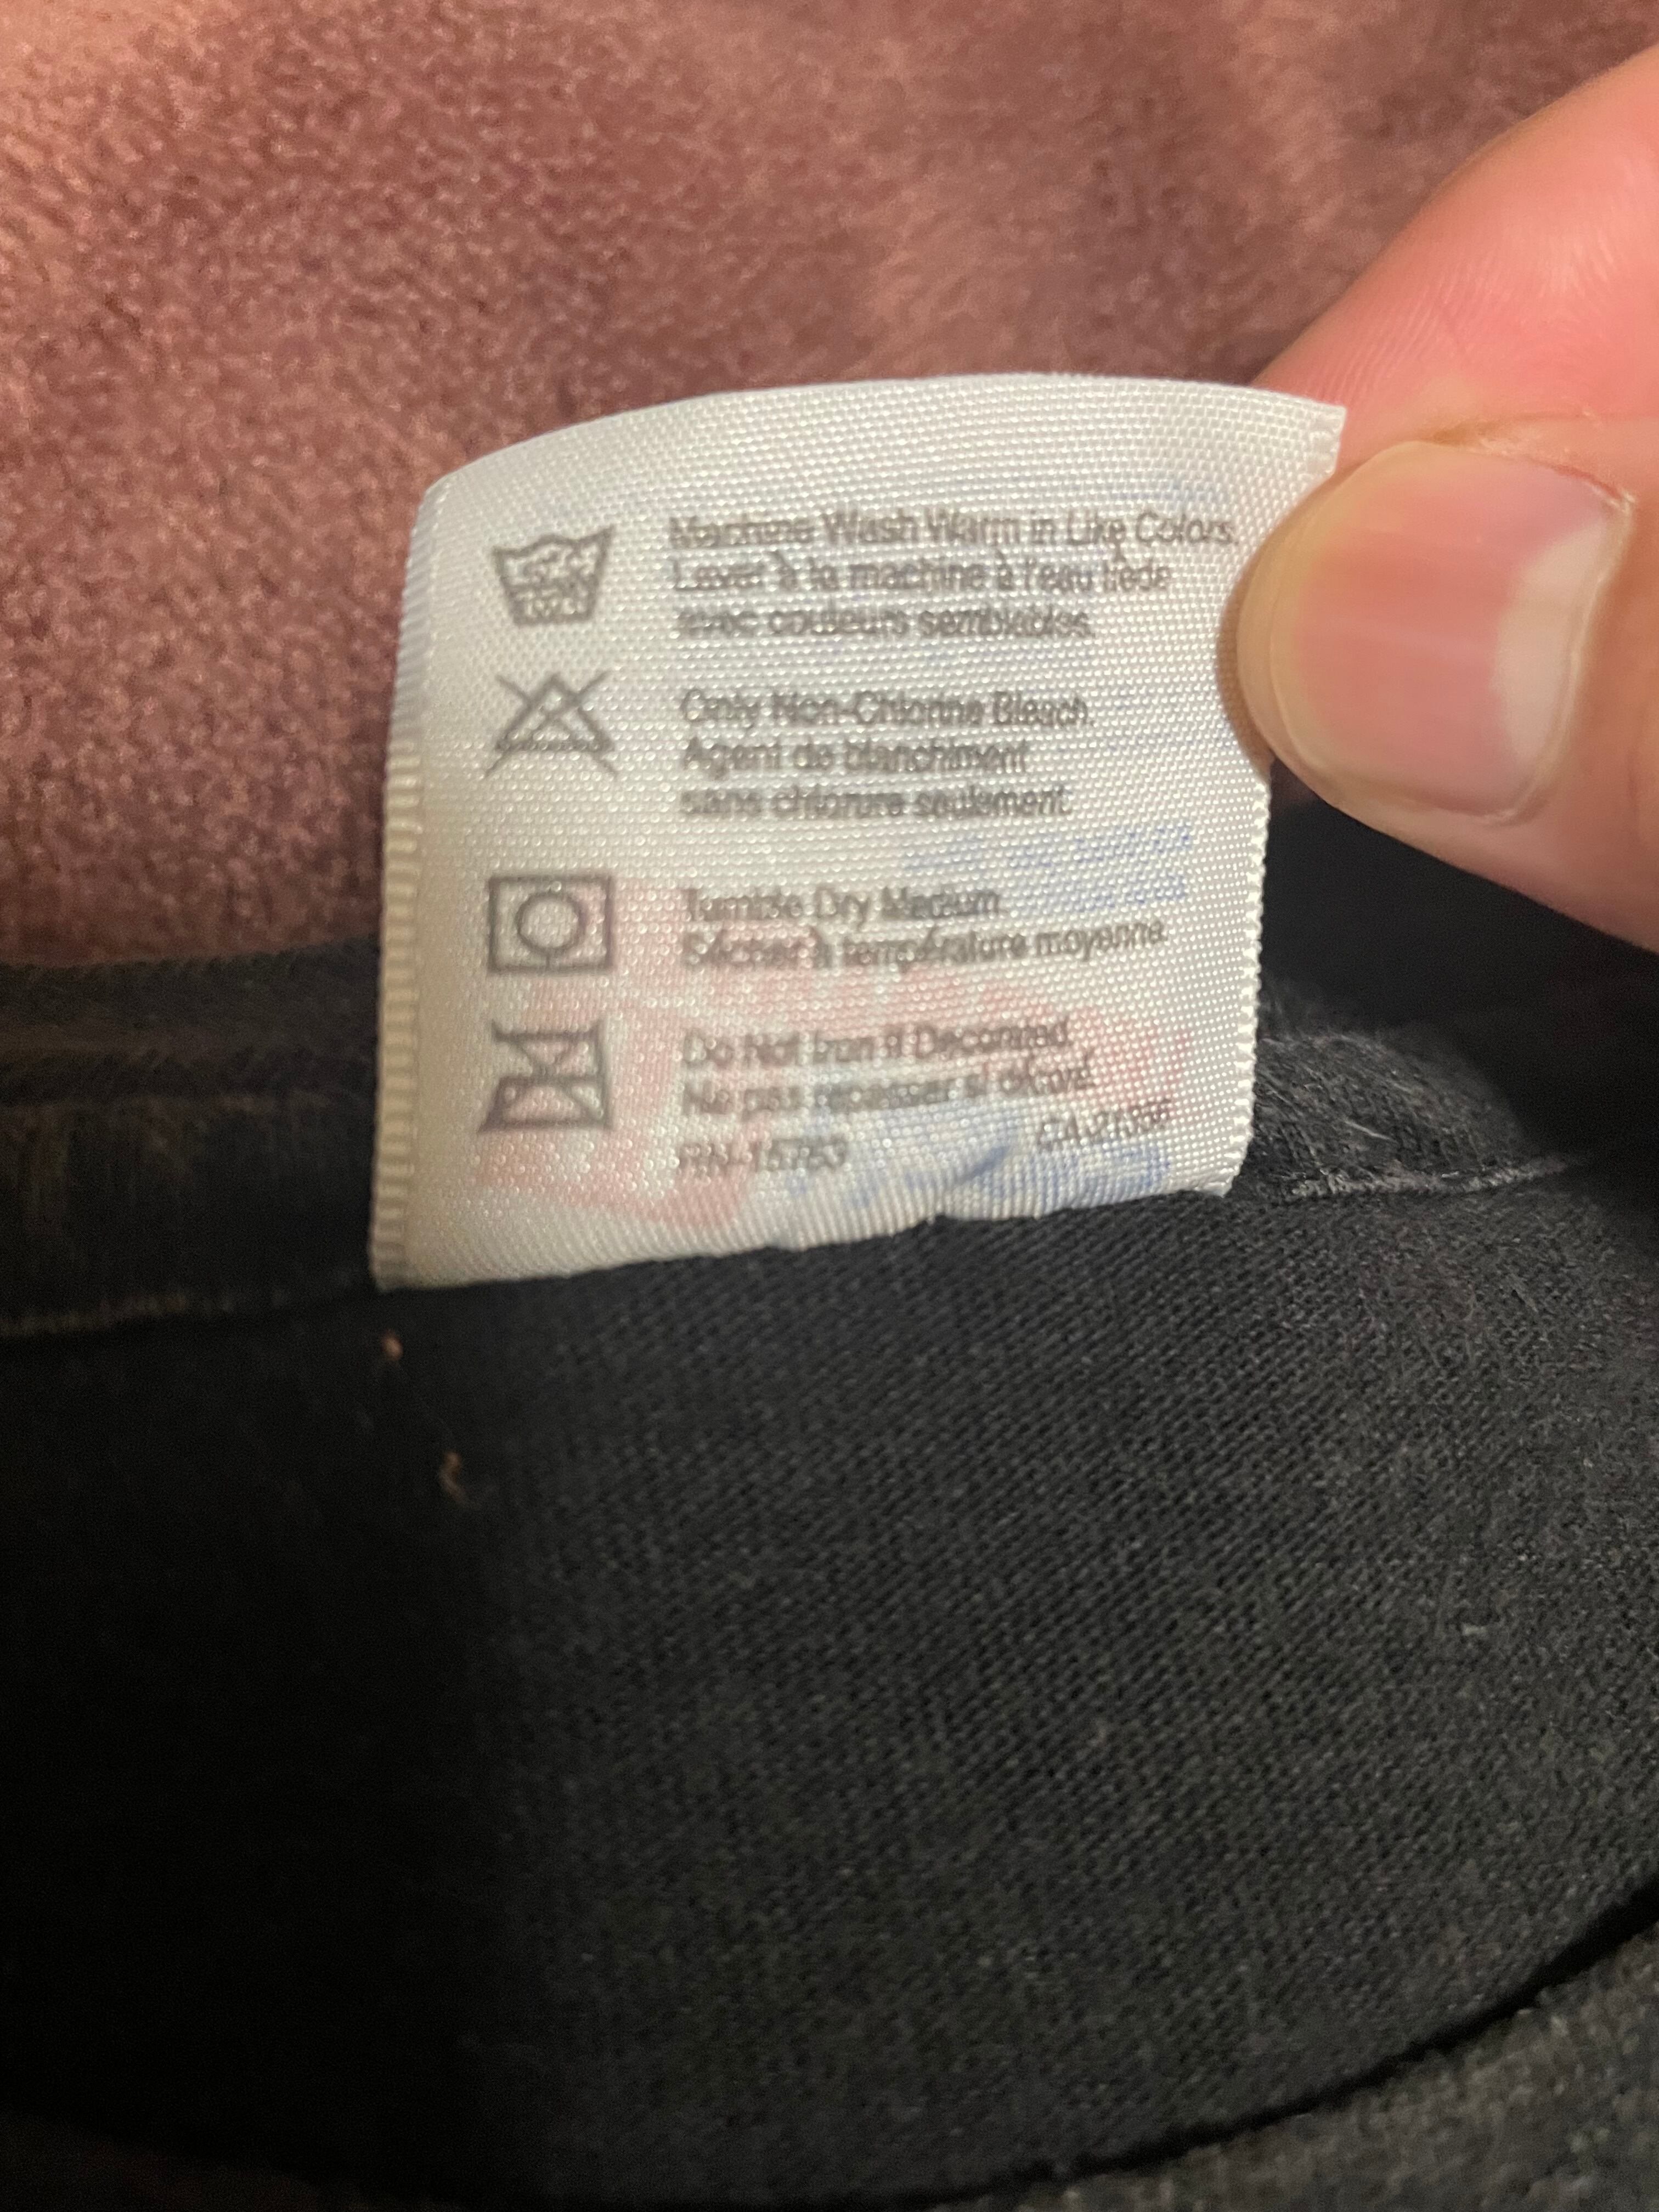 Machine Wash Warm in Like Colors.
Laver à la machine à l'eau tiède
avec couleurs semblables.
Only Non-Chlorine Bleach.
Agent de blanchiment
sans chlorure seulement.
Tumble Dry Medium.
Sécher à température moyenne.
Do Not Iron If Decorated.
Ne pas repasser si décoré.
RN-15763